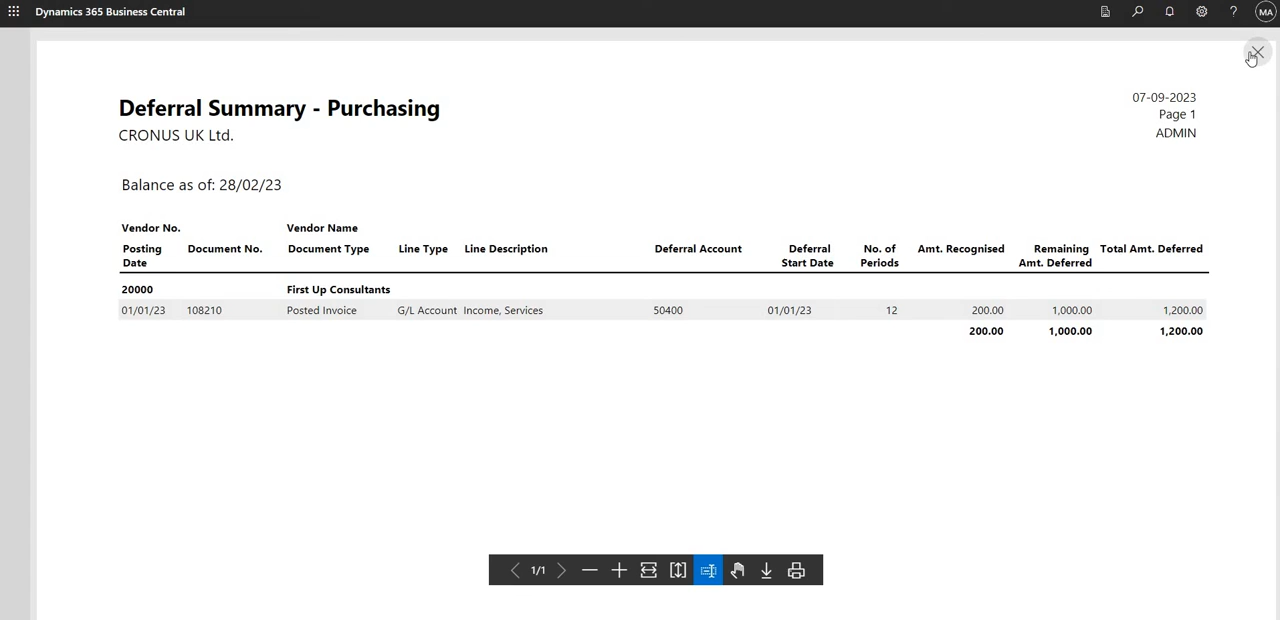 Dynamics 365 Business Central
MA
Deferral Summary - Purchasing
CRONUS UK Ltd.
07-09-2023
Page 1
ADMIN
Balance as of: 28/02/23
Vendor No. Vendor Name
Posting Date Document No. Document Type Line Type Line Description Deferral Account Deferral Start Date No. of Periods Amt. Recognised Remaining Amt. Deferred Total Amt. Deferred
20000 First Up Consultants
01/01/23 108210 Posted Invoice G/L Account Income, Services 50400 01/01/23 12 200.00 1,000.00 1,200.00
200.00 1,000.00 1,200.00
1/1